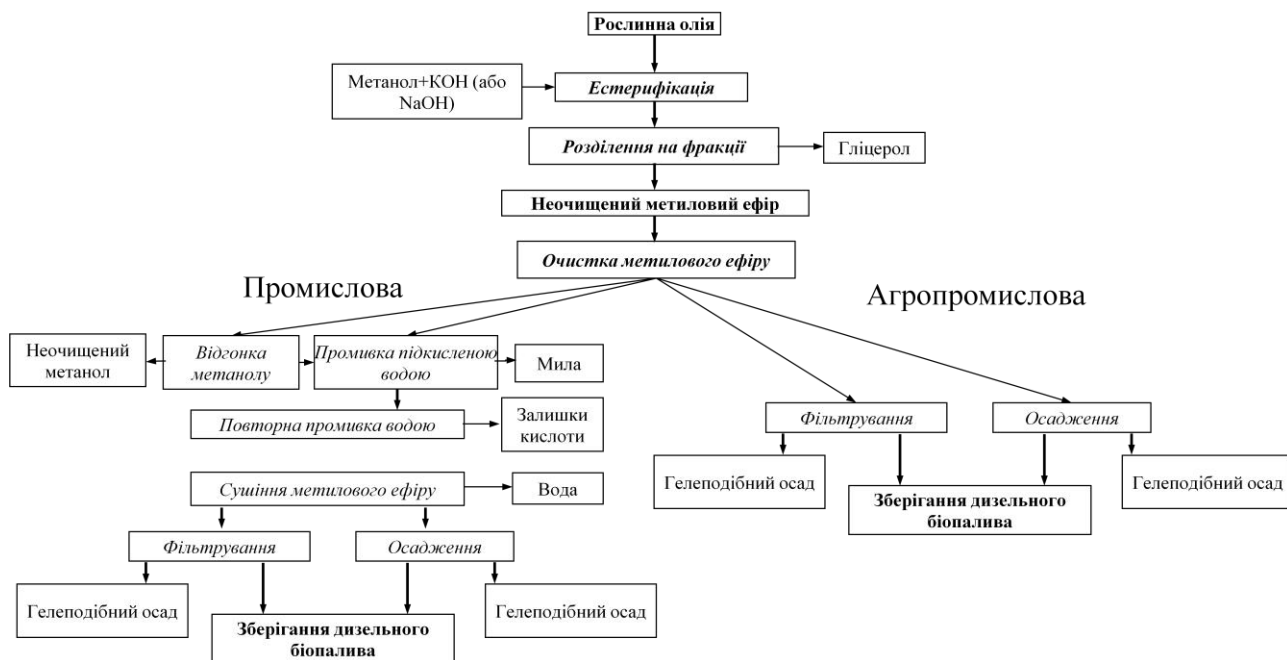 Рослинна олія
Метанол+КОН (або
NaOH)
Естерифікація
Розділення на фракції
Гліцерол
Неочищений метиловий ефір
Очистка метилового ефіру
Промислова
Агропромислова
Неочищений
метанол
Відгонка
метанолу
Промивка підкисленою
водою
Мила
Повторна промивка водою
Залишки
кислоти
Фільтрування
Осадження
Гелеподібний осад
Гелеподібний осад
Зберігання дизельного
біопалива
Сушіння метилового ефіру
Вода
Фільтрування
Осадження
Гелеподібний осад
Гелеподібний осад
Зберігання дизельного
біопалива